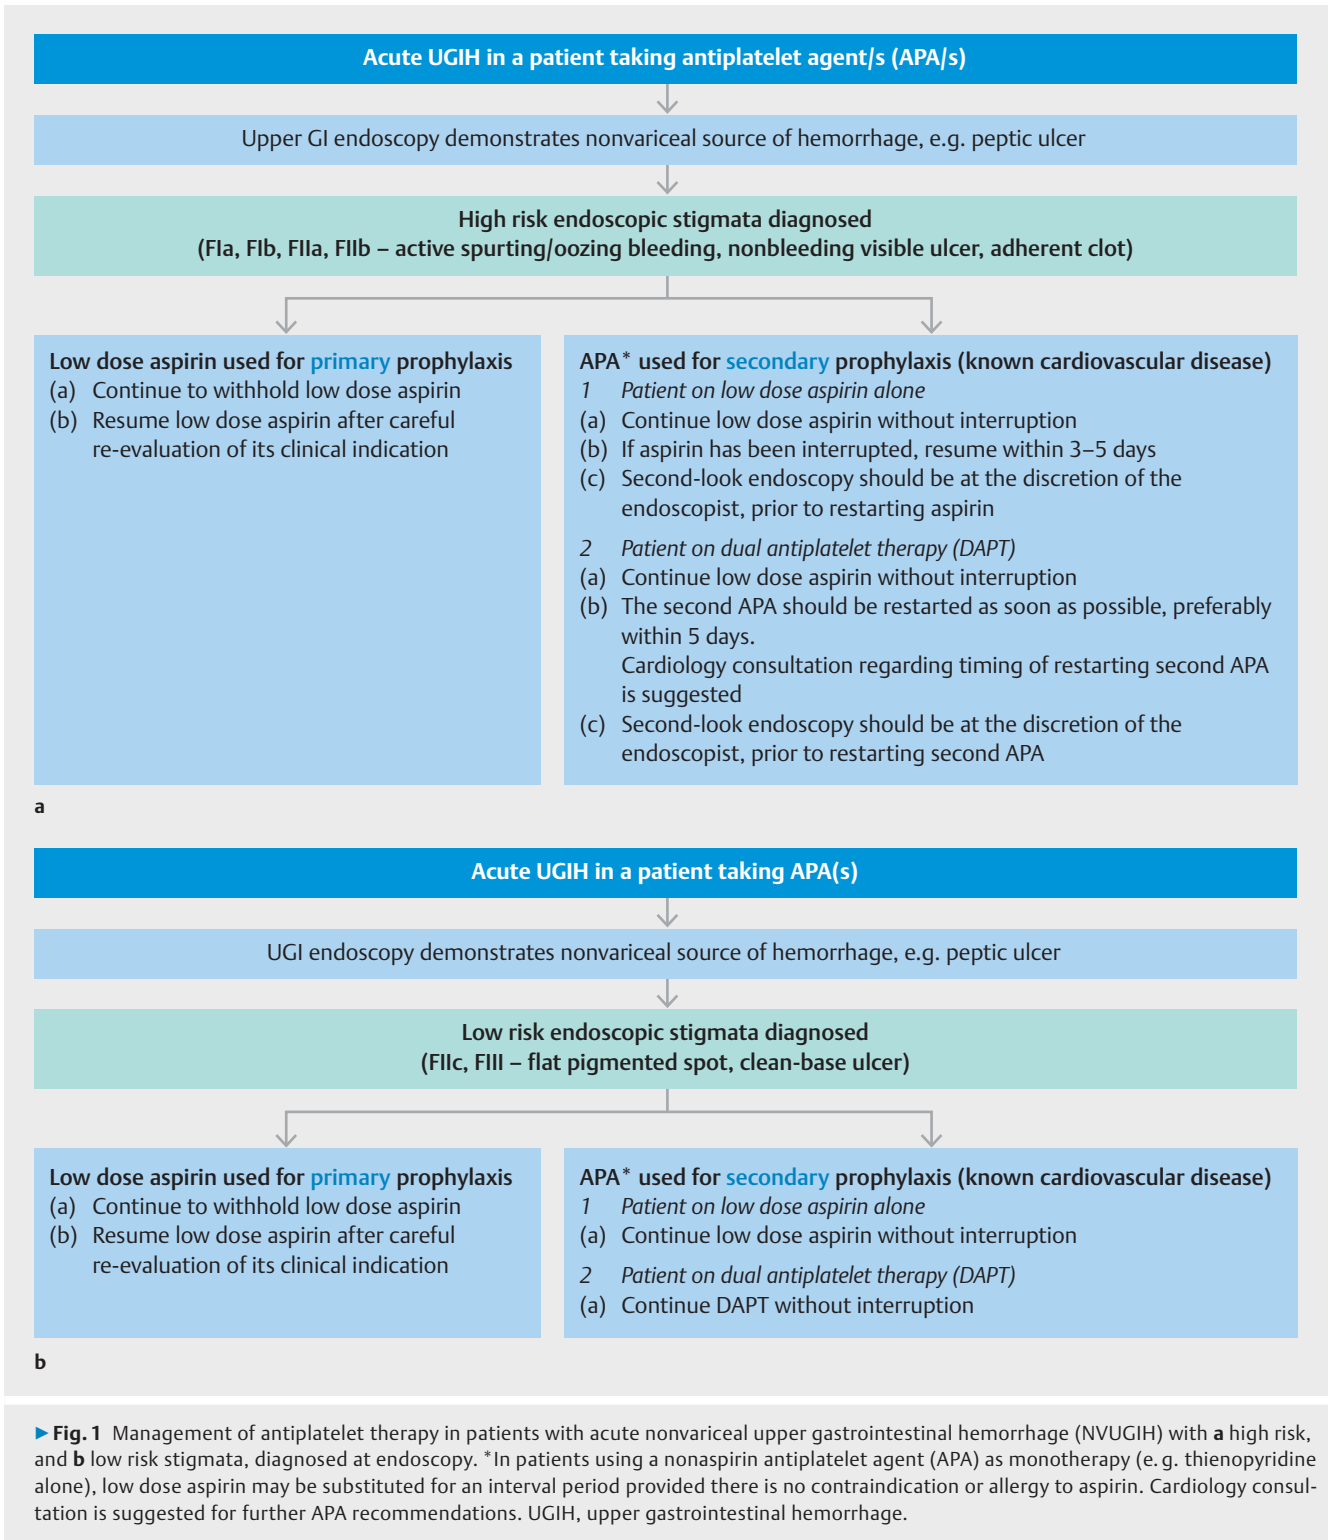 Acute UGIH in a patient taking antiplatelet agent/s (APA/s)
Upper GI endoscopy demonstrates nonvariceal source of hemorrhage, e.g. peptic ulcer
High risk endoscopic stigmata diagnosed
(FIa, FIb, FIIa, FIIb – active spurting/oozing bleeding, nonbleeding visible ulcer, adherent clot)
Low dose aspirin used for primary prophylaxis
(a) Continue to withhold low dose aspirin
(b) Resume low dose aspirin after careful
re-evaluation of its clinical indication
APA* used for secondary prophylaxis (known cardiovascular disease)
1 Patient on low dose aspirin alone
(a) Continue low dose aspirin without interruption
(b) If aspirin has been interrupted, resume within 3–5 days
(c) Second-look endoscopy should be at the discretion of the
endoscopist, prior to restarting aspirin
2 Patient on dual antiplatelet therapy (DAPT)
(a) Continue low dose aspirin without interruption
(b) The second APA should be restarted as soon as possible, preferably
within 5 days.
Cardiology consultation regarding timing of restarting second APA
is suggested
(c) Second-look endoscopy should be at the discretion of the
endoscopist, prior to restarting second APA
a
Acute UGIH in a patient taking APA(s)
UGI endoscopy demonstrates nonvariceal source of hemorrhage, e.g. peptic ulcer
Low risk endoscopic stigmata diagnosed
(FIIc, FIII – flat pigmented spot, clean-base ulcer)
Low dose aspirin used for primary prophylaxis
(a) Continue to withhold low dose aspirin
(b) Resume low dose aspirin after careful
re-evaluation of its clinical indication
APA* used for secondary prophylaxis (known cardiovascular disease)
1 Patient on low dose aspirin alone
(a) Continue low dose aspirin without interruption
2 Patient on dual antiplatelet therapy (DAPT)
(a) Continue DAPT without interruption
b
▶ Fig. 1 Management of antiplatelet therapy in patients with acute nonvariceal upper gastrointestinal hemorrhage (NVUGIH) with a high risk,
and b low risk stigmata, diagnosed at endoscopy. *In patients using a nonaspirin antiplatelet agent (APA) as monotherapy (e. g. thienopyridine
alone), low dose aspirin may be substituted for an interval period provided there is no contraindication or allergy to aspirin. Cardiology consul-
tation is suggested for further APA recommendations. UGIH, upper gastrointestinal hemorrhage.